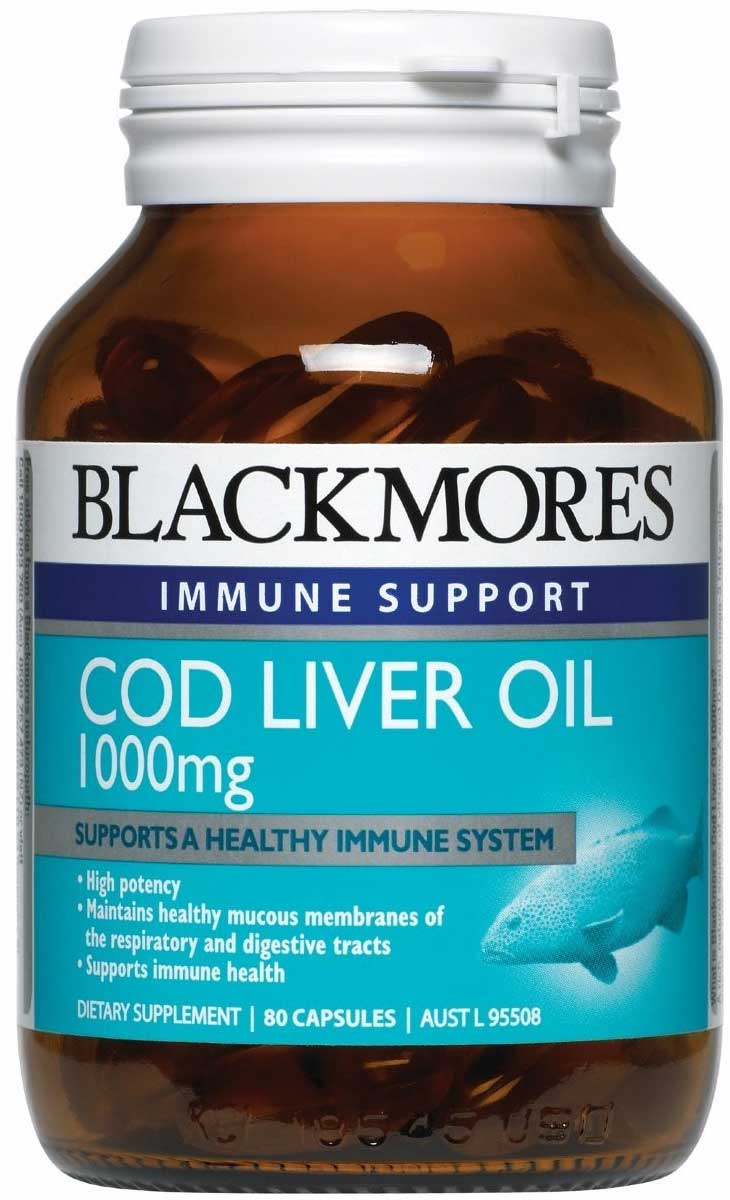 BLACKMORES
IMMUNE SUPPORT
COD LIVER OIL
1000mg
SUPPORTS A HEALTHY IMMUNE SYSTEM
• High potency
• Maintains healthy mucous membranes of
the respiratory and digestive tracts
• Supports immune health
DIETARY SUPPLEMENT | 80 CAPSULES | AUST L 95508